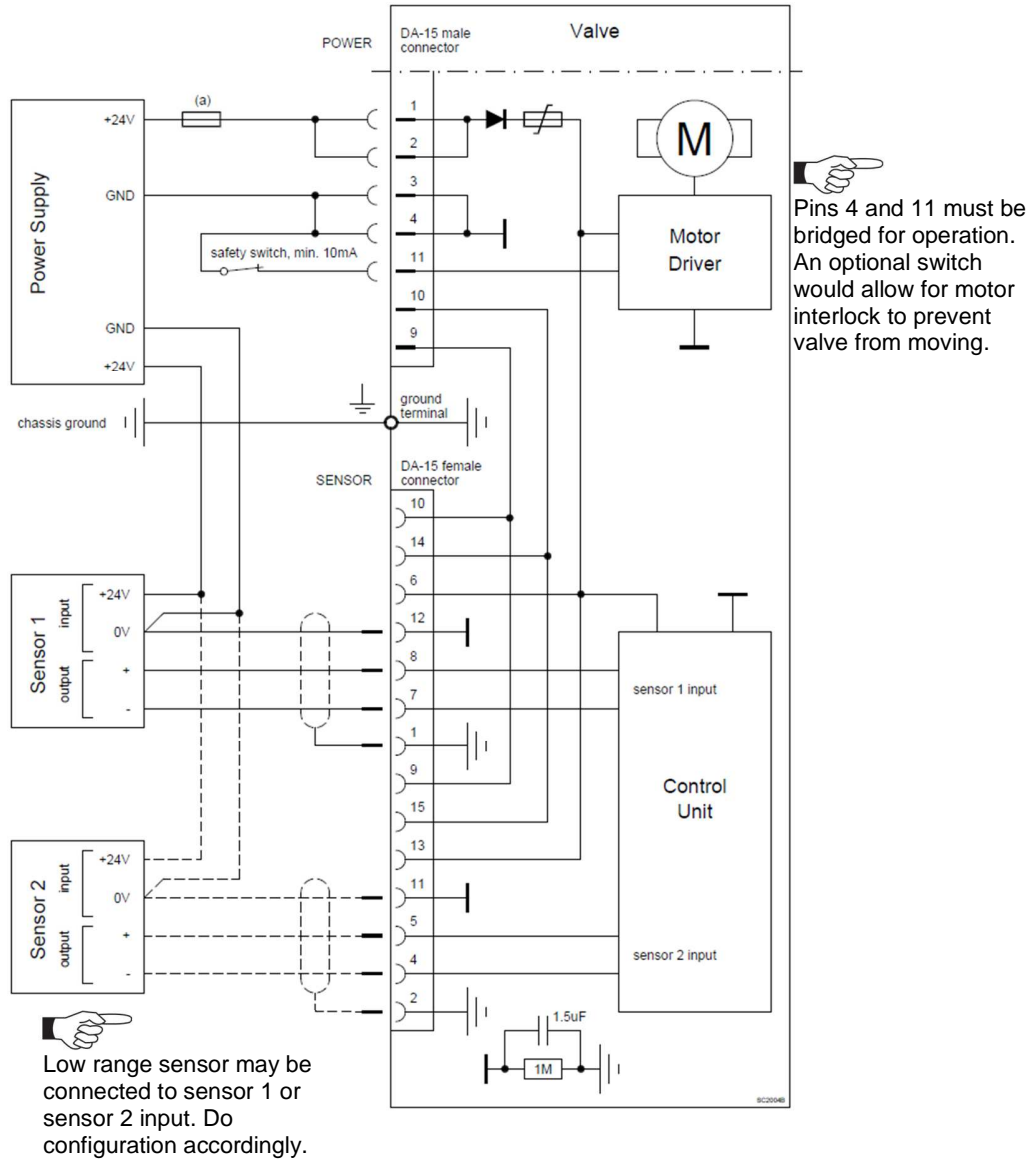 POWER
DA-15 male
connector
Valve
(a)
+24V
1
2
GND
3
4
safety switch, min. 10mA
11
10
9
Power Supply
GND
+24V
M
Motor
Driver
Pins 4 and 11 must be
bridged for operation.
An optional switch
would allow for motor
interlock to prevent
valve from moving.
chassis ground
ground
terminal
SENSOR
DA-15 female
connector
10
14
6
12
8
7
1
9
15
13
11
5
4
2
Sensor 1
input
+24V
0V
output
+
-
Sensor 2
input
+24V
0V
output
+
-
sensor 1 input
Control
Unit
sensor 2 input
1.5uF
1M
SC2004B
Low range sensor may be
connected to sensor 1 or
sensor 2 input. Do
configuration accordingly.